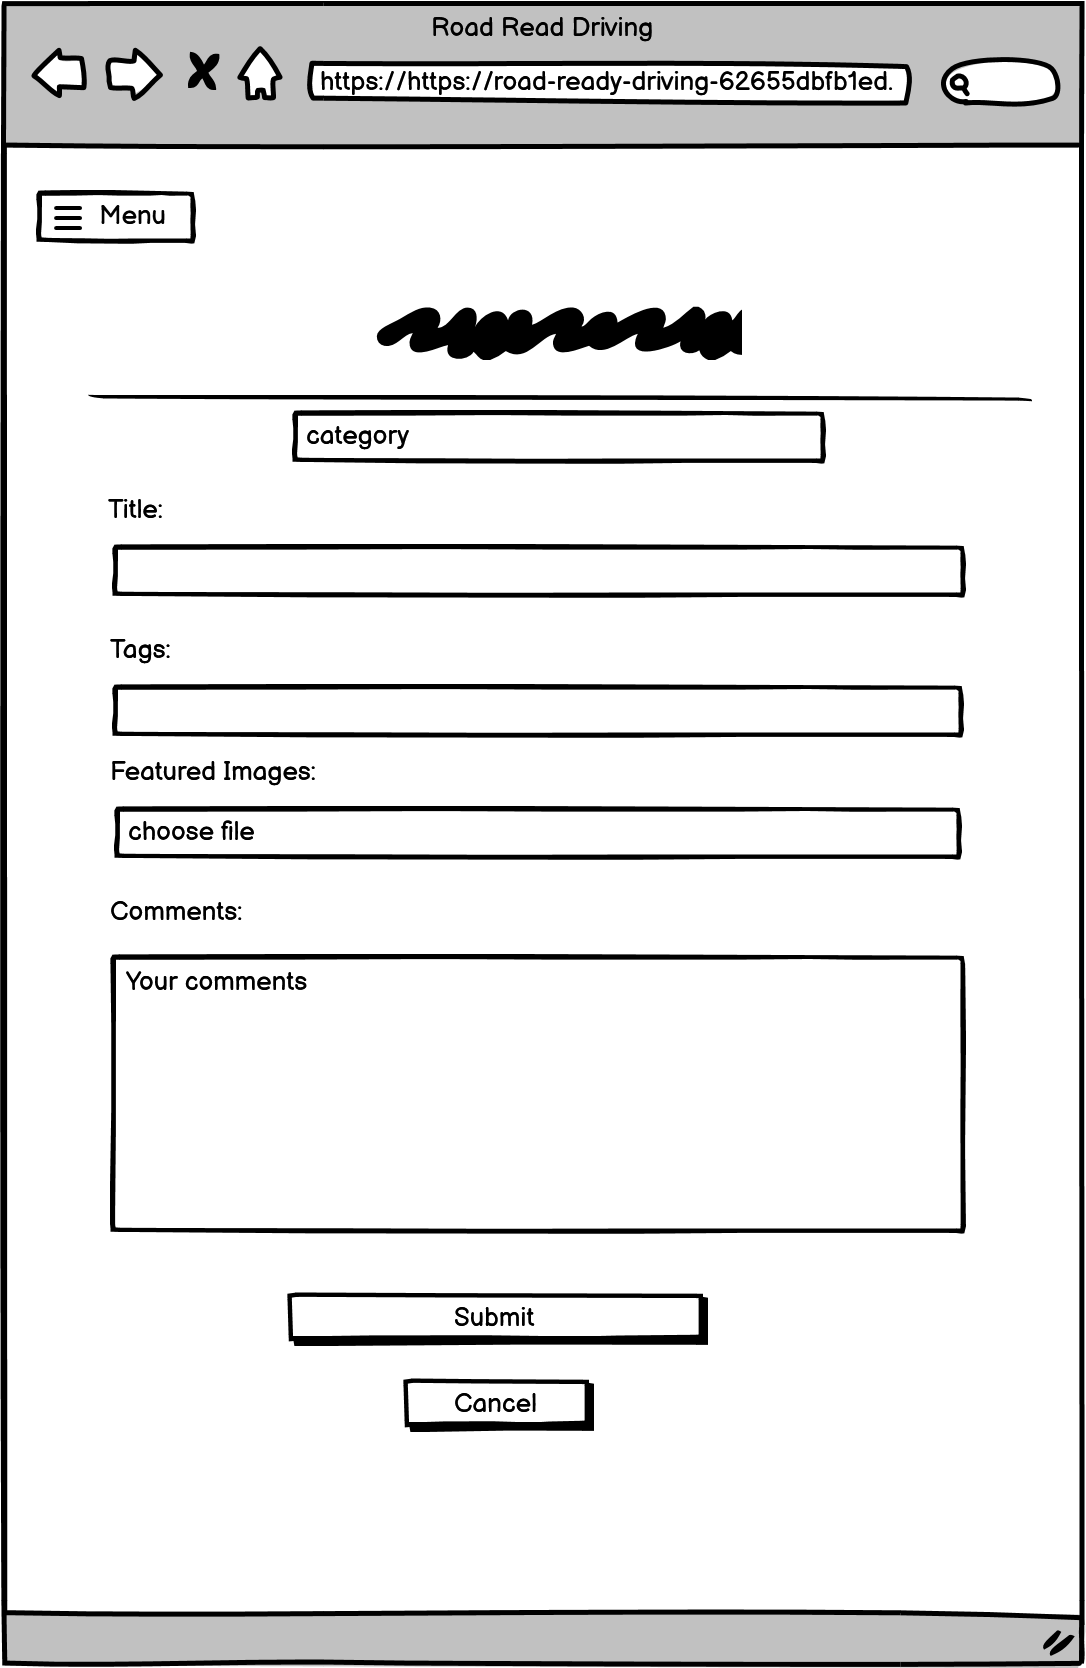 Road Read Driving
https://https://road-ready-driving-62655dbfb1ed.
Menu
category
Title:
Tags:
Featured Images:
choose file
Comments:
Your comments
Submit
Cancel